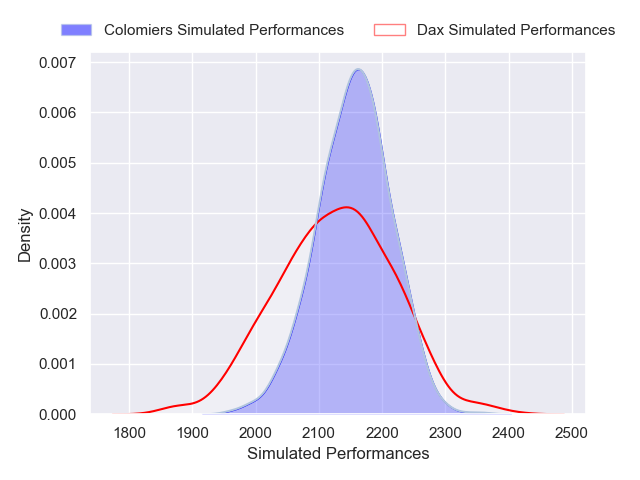 Colomiers Simulated Performances Dax Simulated Performances
0.007
0.006
0.005
0.004
0.003
0.002
0.001
0.000
Density
1800 1900 2000 2100 2200 2300 2400 2500
Simulated Performances